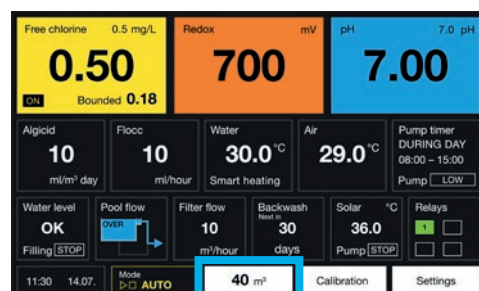 Free chlorine 0.5 mg/L
0.50
ON Bounded 0.18
Redox mV
700
pH 7.0 pH
7.00
Algicid
10
ml/m³ day
Flocc
10
ml/hour
Water
30.0 °C
Smart heating
Air
29.0 °C
Pump timer
DURING DAY
08:00 – 15:00
Pump LOW
Water level
OK
Filling STOP
Pool flow
OVER
Filter flow
10
m³/hour
Backwash
Next in
30
days
Solar °C
36.0
Pump STOP
Relays
1
11:30 14.07.
Mode
AUTO
40 m³
Calibration
Settings